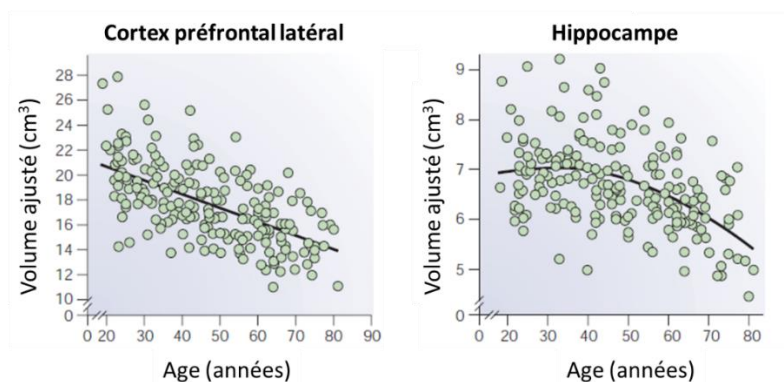 Cortex préfrontal latéral
Volume ajusté (cm³)
28
26
24
22
20
18
16
14
12
10
0
0 20 30 40 50 60 70 80 90
Age (années)
Hippocampe
Volume ajusté (cm³)
9
8
7
6
5
0
0 20 30 40 50 60 70 80
Age (années)